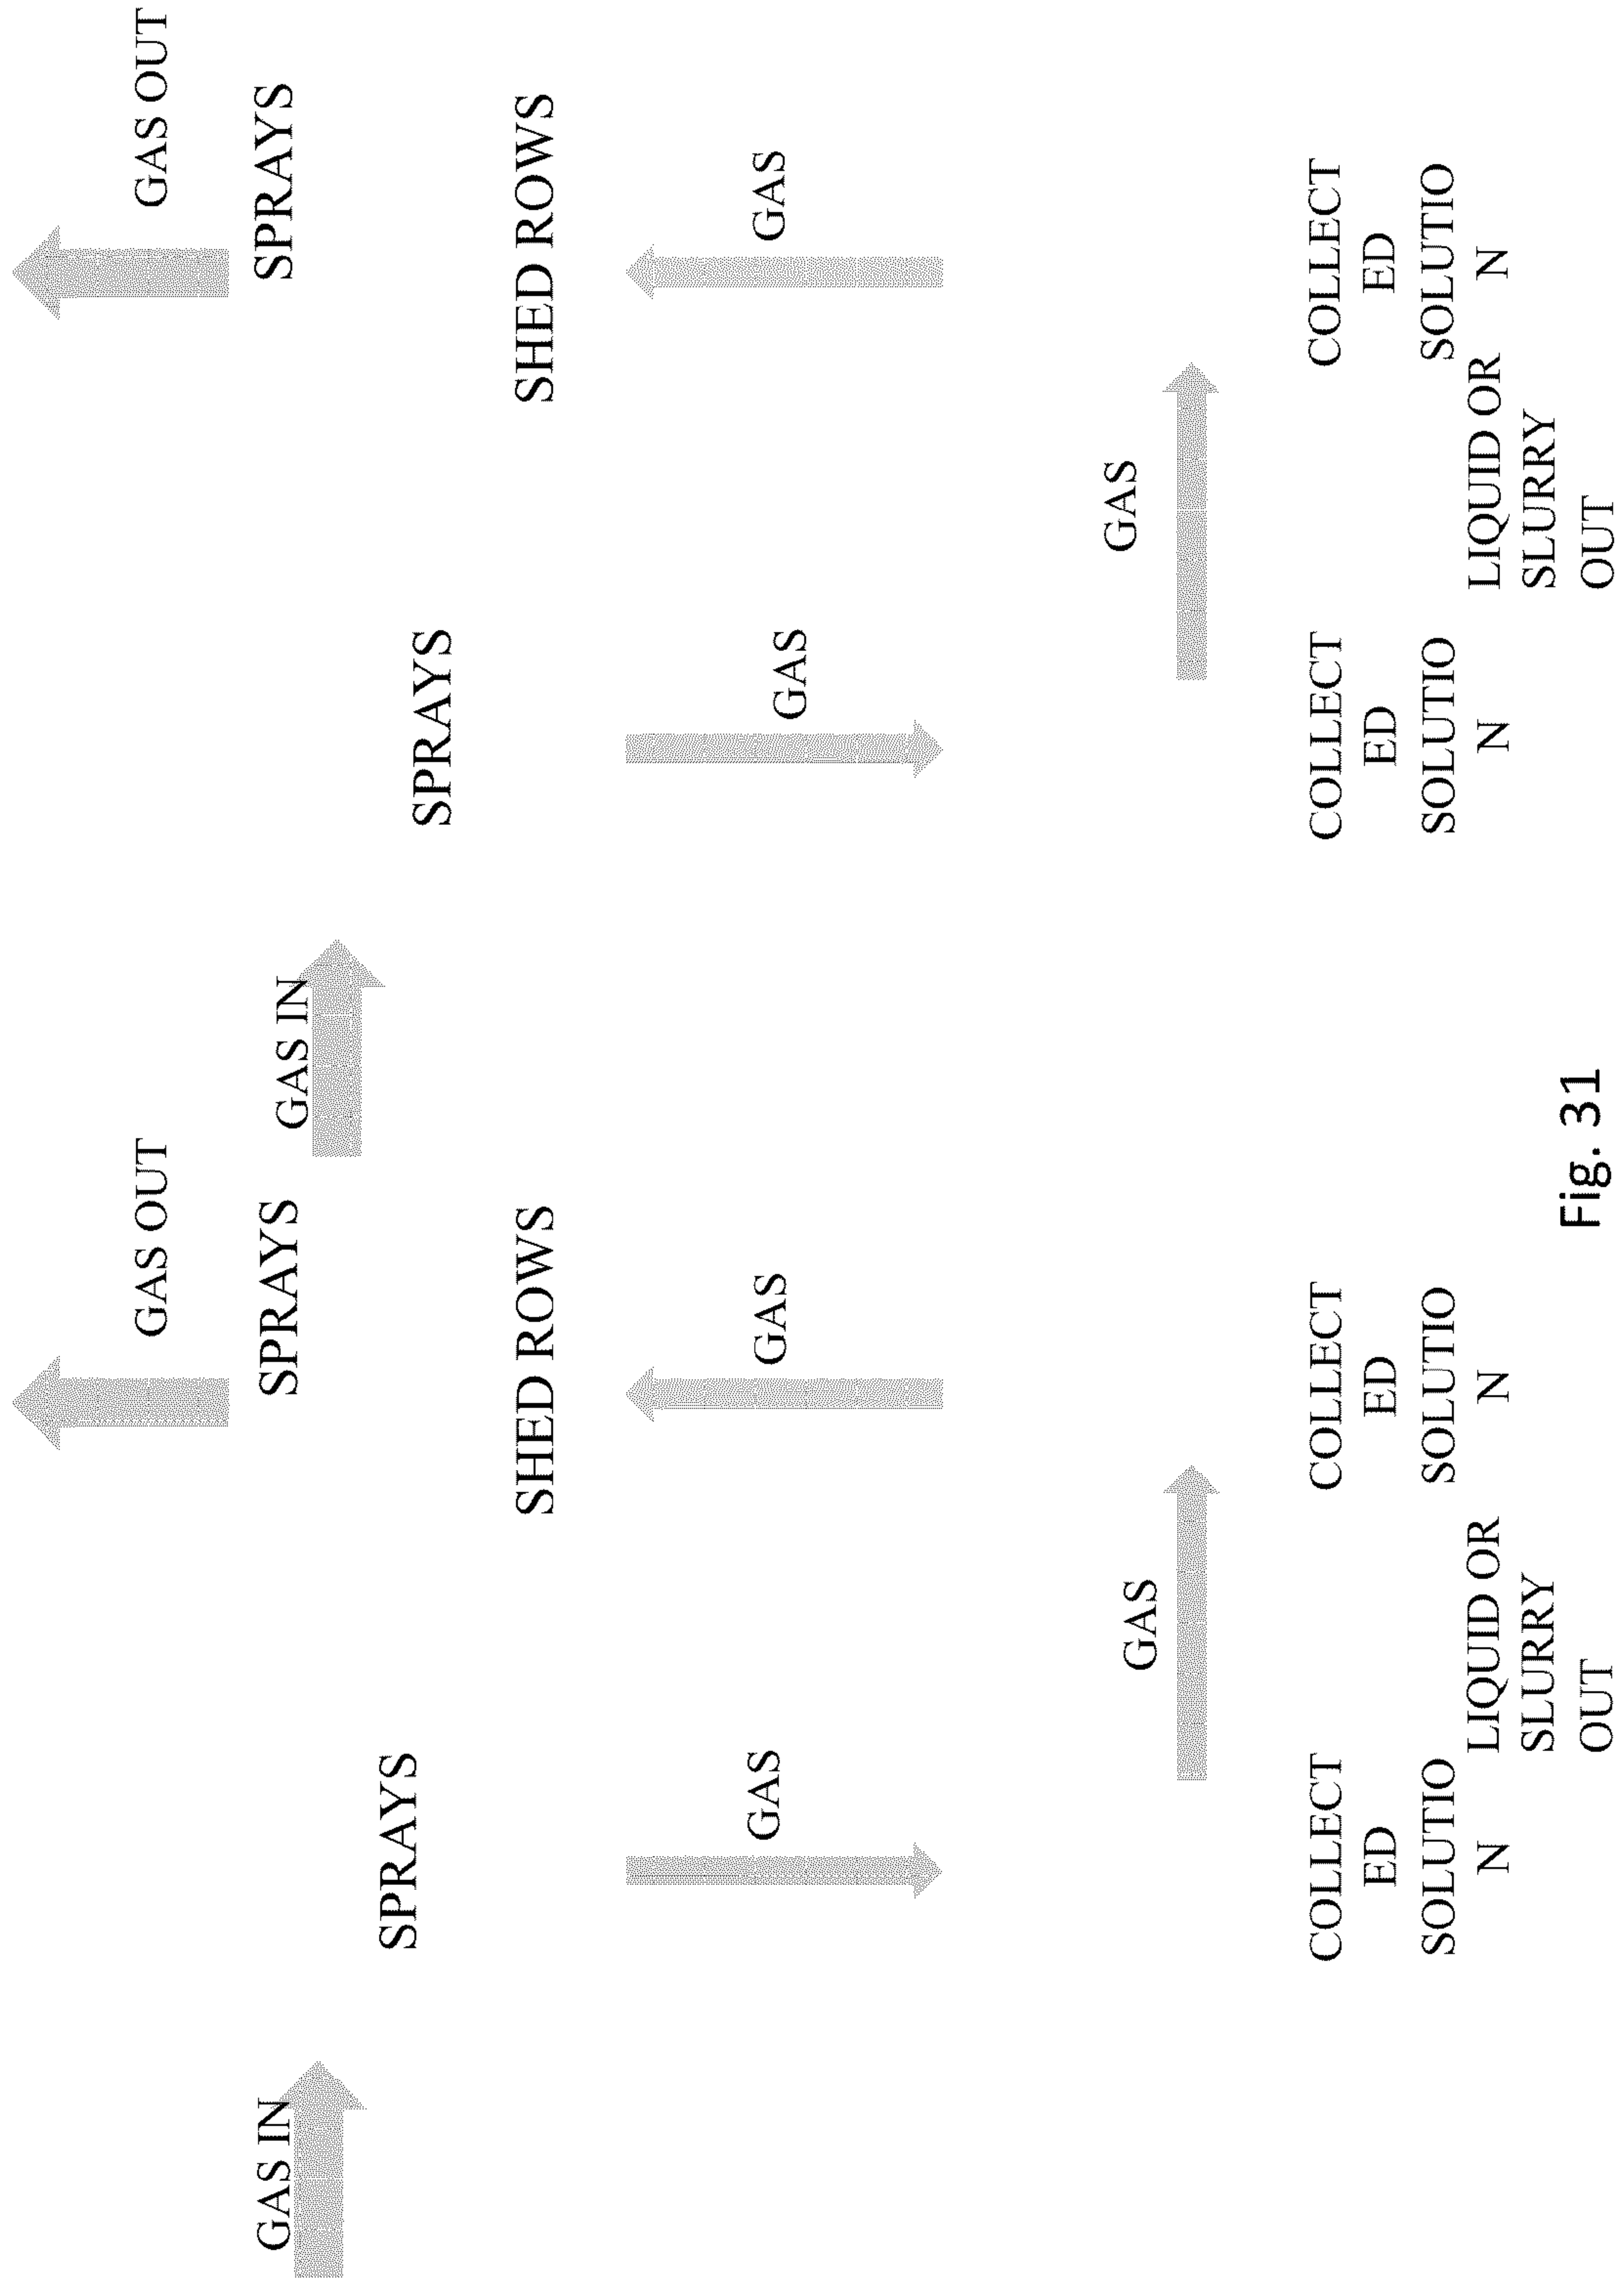 GAS OUT
GAS OUT
GAS IN
SPRAYS
GAS IN
SPRAYS
SPRAYS
SPRAYS
SHED ROWS
SHED ROWS
GAS
GAS
GAS
GAS
GAS
GAS
COLLECT
ED
SOLUTIO
N
LIQUID OR
SLURRY
OUT
COLLECT
ED
SOLUTIO
N
COLLECT
ED
SOLUTIO
N
LIQUID OR
SLURRY
OUT
COLLECT
ED
SOLUTIO
N
Fig. 31